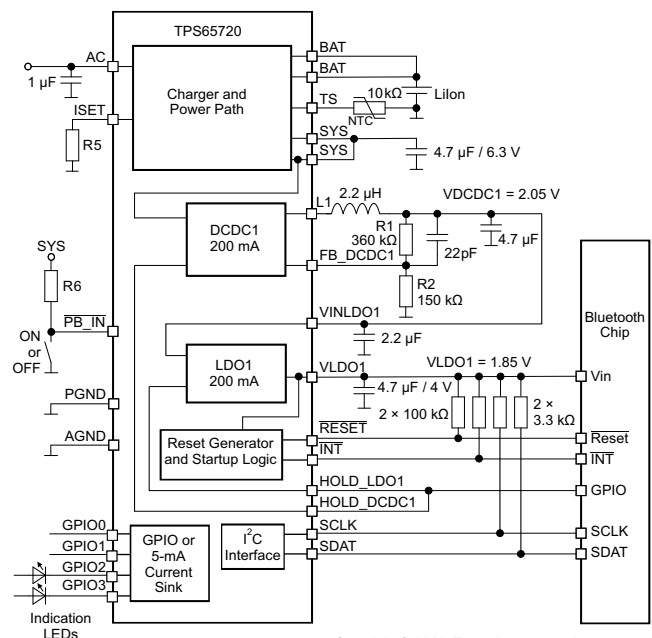 TPS65720
AC
1 µF
ISET
R5
Charger and
Power Path
BAT
BAT
TS
10kΩ
NTC
LiIon
SYS
SYS
4.7 µF / 6.3 V
L1
2.2 µH
VDCDC1 = 2.05 V
DCDC1
200 mA
R1
360 kΩ
22pF
4.7 µF
FB_DCDC1
R2
150 kΩ
SYS
R6
PB_IN
ON
or
OFF
VINLDO1
2.2 µF
Bluetooth
Chip
LDO1
200 mA
VLDO1
VLDO1 = 1.85 V
Vin
4.7 µF / 4 V
2 × 100 kΩ
2 ×
3.3 kΩ
PGND
AGND
Reset Generator
and Startup Logic
RESET
Reset
INT
INT
HOLD_LDO1
GPIO
HOLD_DCDC1
GPIO0
GPIO1
GPIO2
GPIO3
GPIO or
5-mA
Current
Sink
I2C
Interface
SCLK
SCLK
SDAT
SDAT
Indication
LEDs